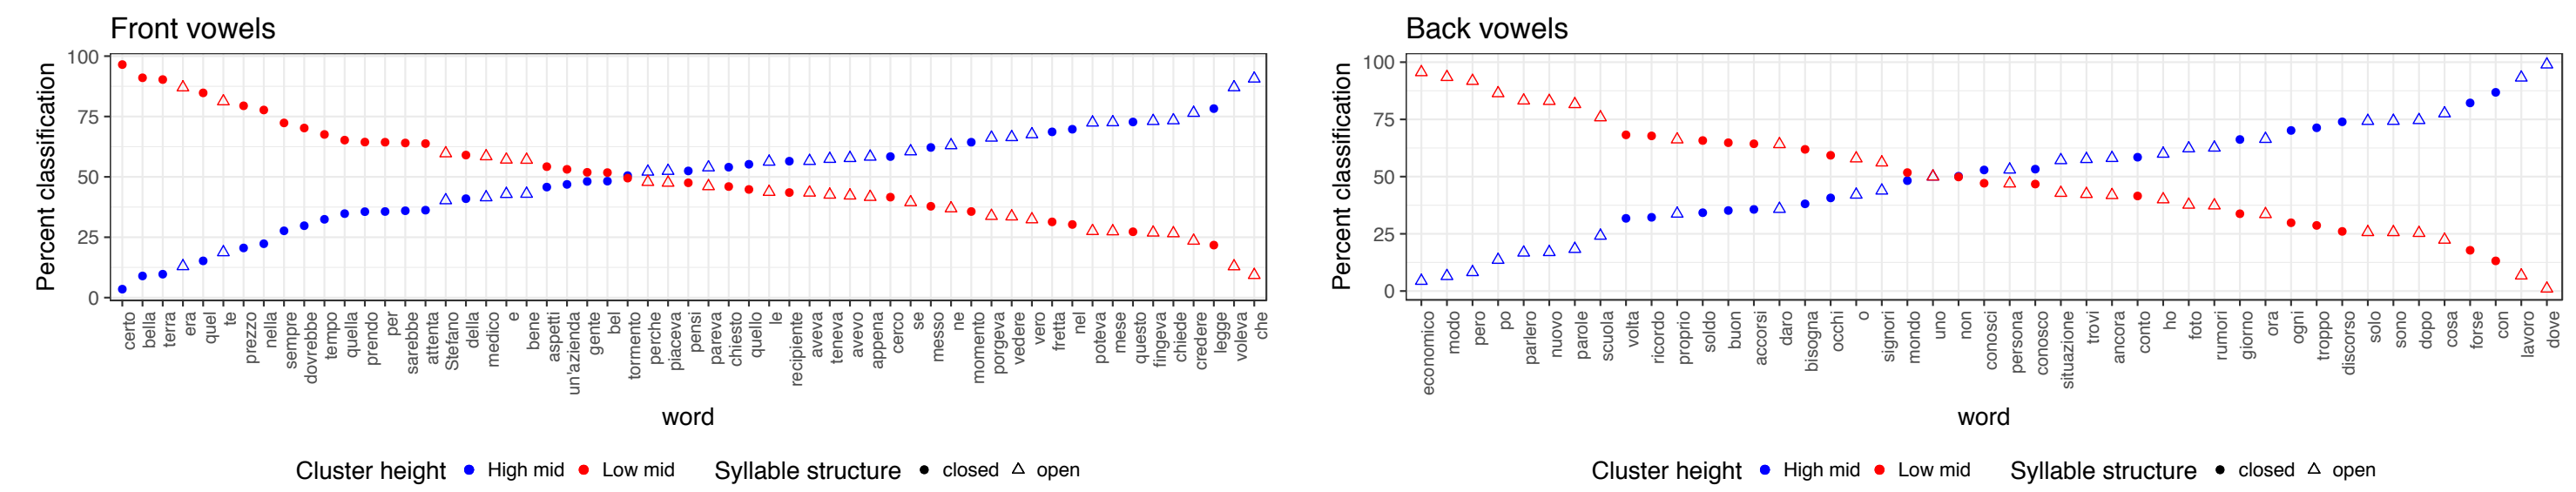 Front vowels
Percent classification
100
75
50
25
0
certo
bella
terra
era
quel
te
prezzo
nella
sempre
dovrebbe
tempo
quella
prendo
per
sarebbe
attenta
Stefano
della
medico
e
bene
aspetti
un'azienda
gente
bel
tormento
perche
piaceva
pensi
pareva
chiesto
quello
le
recipiente
aveva
teneva
avevo
appena
cerco
se
messo
ne
momento
porgeva
vedere
vero
fretta
nel
poteva
mese
questo
fingeva
chiede
credere
legge
voleva
che
word
Cluster height High mid Low mid Syllable structure closed open
Back vowels
Percent classification
100
75
50
25
0
economico
modo
pero
po
parlero
nuovo
parole
scuola
volta
ricordo
proprio
soldo
buon
accorsi
daro
bisogna
occhi
o
signori
mondo
uno
non
conosci
persona
conosco
situazione
trovi
ancora
conto
ho
foto
rumori
giorno
ora
ogni
troppo
discorso
solo
sono
dopo
cosa
forse
con
lavoro
dove
word
Cluster height High mid Low mid Syllable structure closed open